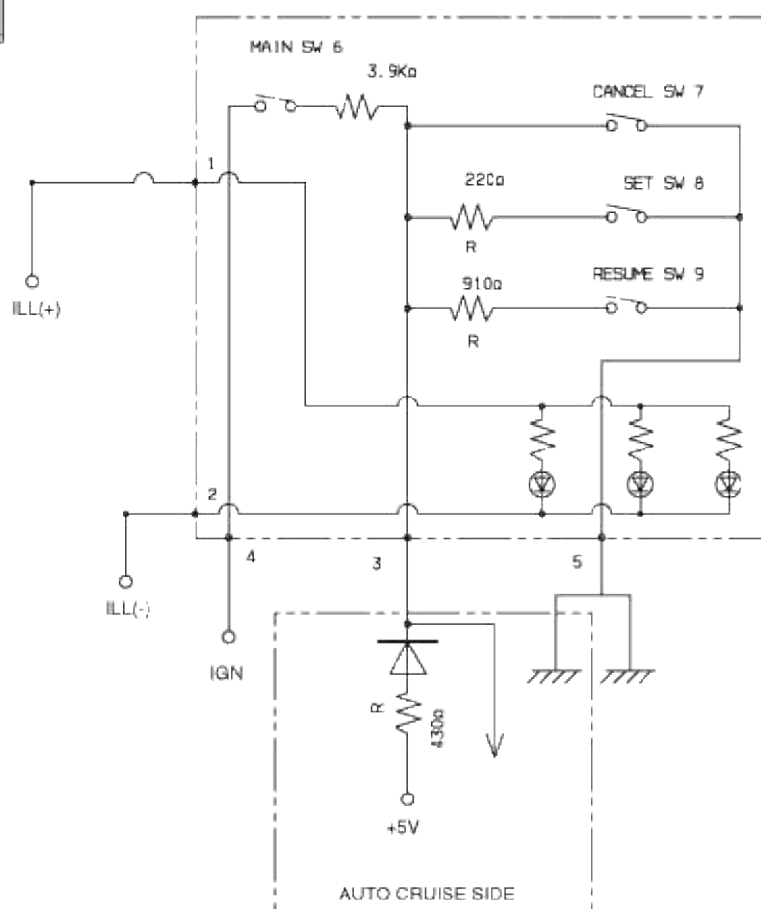 MAIN SW 6
3.9KΩ
CANCEL SW 7
1
220Ω
SET SW 8
R
ILL(+)
910Ω
RESUME SW 9
R
2
4
3
5
ILL(-)
IGN
R
430Ω
+5V
AUTO CRUISE SIDE